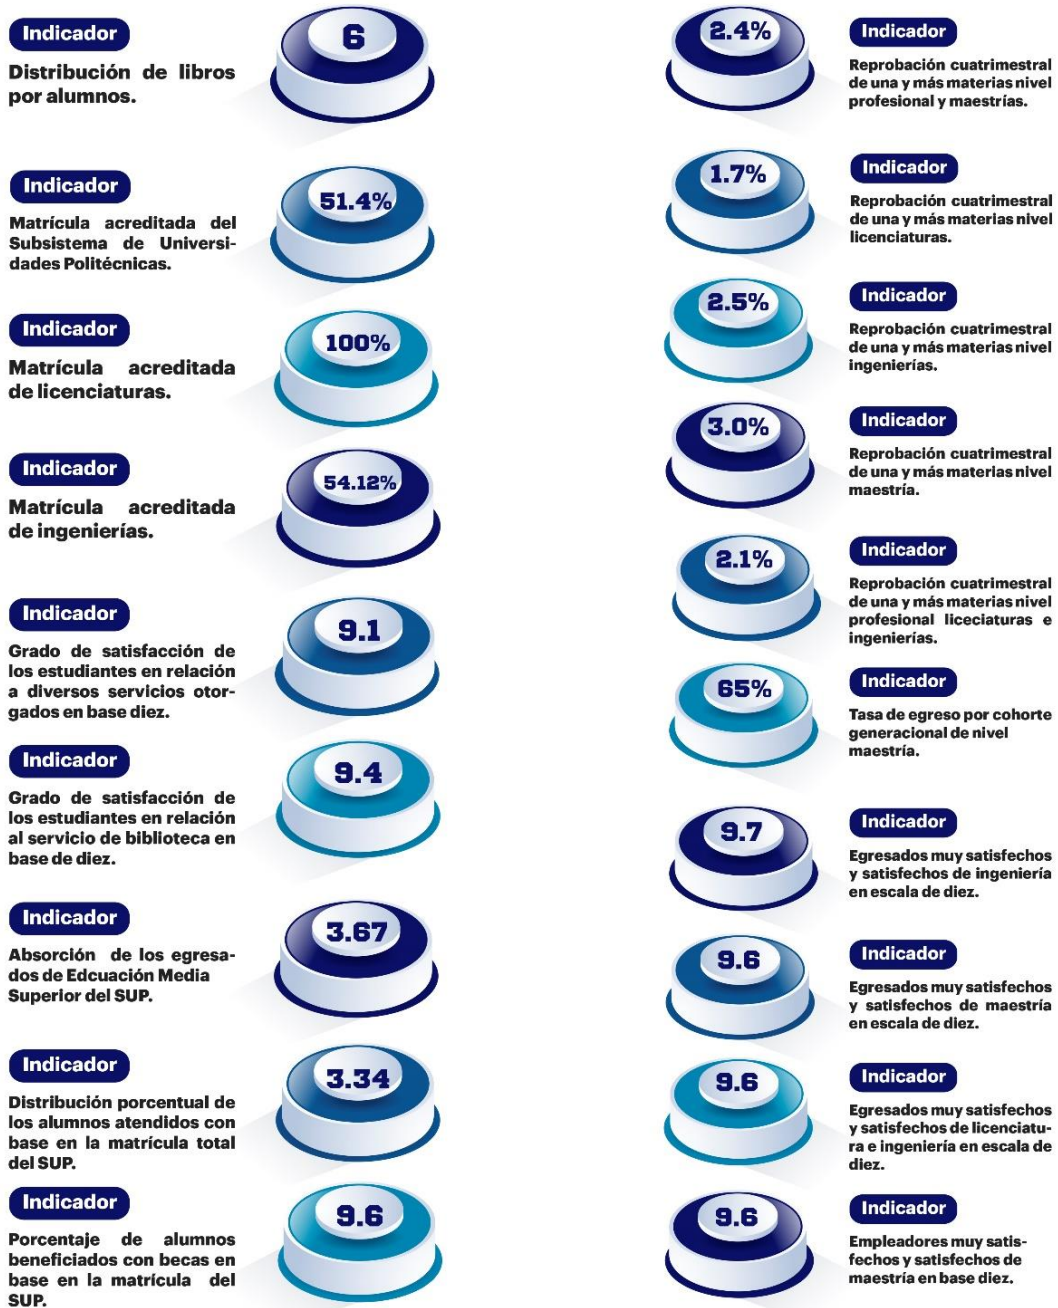 Indicador
6
Distribución de libros
por alumnos.
Indicador
51.4%
Matrícula acreditada del
Subsistema de Universi-
dades Politécnicas.
Indicador
100%
Matrícula acreditada
de licenciaturas.
Indicador
54.12%
Matrícula acreditada
de ingenierías.
Indicador
9.1
Grado de satisfacción de
los estudiantes en relación
a diversos servicios otor-
gados en base diez.
Indicador
9.4
Grado de satisfacción de
los estudiantes en relación
al servicio de biblioteca en
base de diez.
Indicador
3.67
Absorción de los egresa-
dos de Edcuación Media
Superior del SUP.
Indicador
3.34
Distribución porcentual de
los alumnos atendidos con
base en la matrícula total
del SUP.
Indicador
9.6
Porcentaje de alumnos
beneficiados con becas en
base en la matrícula del
SUP.
2.4%
Indicador
Reprobación cuatrimestral
de una y más materias nivel
profesional y maestrías.
1.7%
Indicador
Reprobación cuatrimestral
de una y más materias nivel
licenciaturas.
2.5%
Indicador
Reprobación cuatrimestral
de una y más materias nivel
ingenierías.
3.0%
Indicador
Reprobación cuatrimestral
de una y más materias nivel
maestría.
2.1%
Indicador
Reprobación cuatrimestral
de una y más materias nivel
profesional liceciaturas e
ingenierías.
65%
Indicador
Tasa de egreso por cohorte
generacional de nivel
maestría.
9.7
Indicador
Egresados muy satisfechos
y satisfechos de ingeniería
en escala de diez.
9.6
Indicador
Egresados muy satisfechos
y satisfechos de maestría
en escala de diez.
9.6
Indicador
Egresados muy satisfechos
y satisfechos de licenciatu-
ra e ingeniería en escala de
diez.
9.6
Indicador
Empleadores muy satis-
fechos y satisfechos de
maestría en base diez.